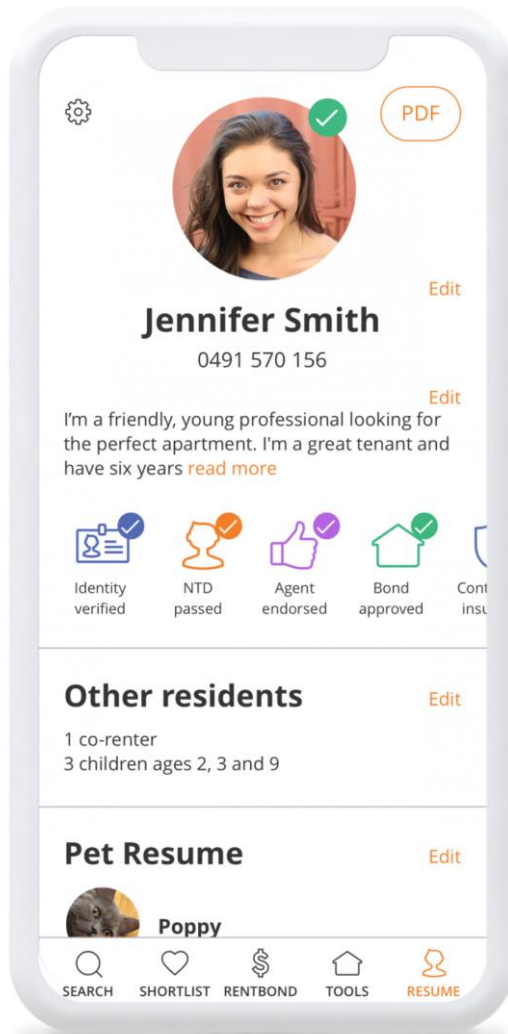 PDF
Edit
Jennifer Smith
0491 570 156
Edit
I'm a friendly, young professional looking for
the perfect apartment. I'm a great tenant and
have six years read more
Identity
verified
NTD
passed
Agent
endorsed
Bond
approved
Cont
insu
Other residents
Edit
1 co-renter
3 children ages 2, 3 and 9
Pet Resume
Edit
Poppy
SEARCH SHORTLIST RENTBOND TOOLS RESUME